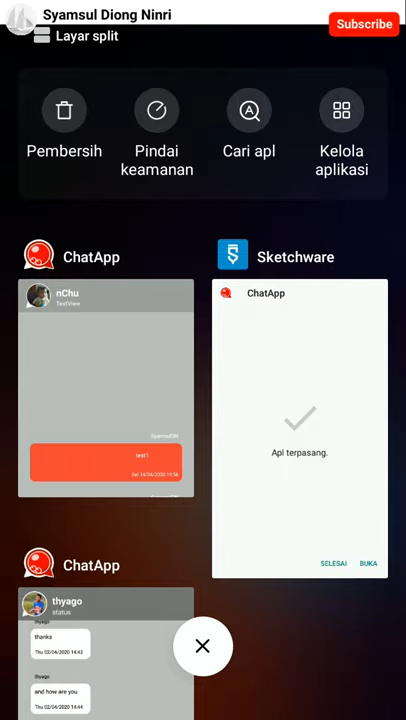 Syamsul Diong Ninri
Subscribe
Layar split
Pembersih
Pindai keamanan
Cari apl
Kelola aplikasi
ChatApp
nChu
TextView
SyamsulDN
test1
Sel 14/04/2020 19:56
SyamsulDN
Sketchware
ChatApp
Apl terpasang.
SELESAI
BUKA
ChatApp
thyago
status
thyago
thanks
Thu 02/04/2020 14:43
thyago
and how are you
Thu 02/04/2020 14:44